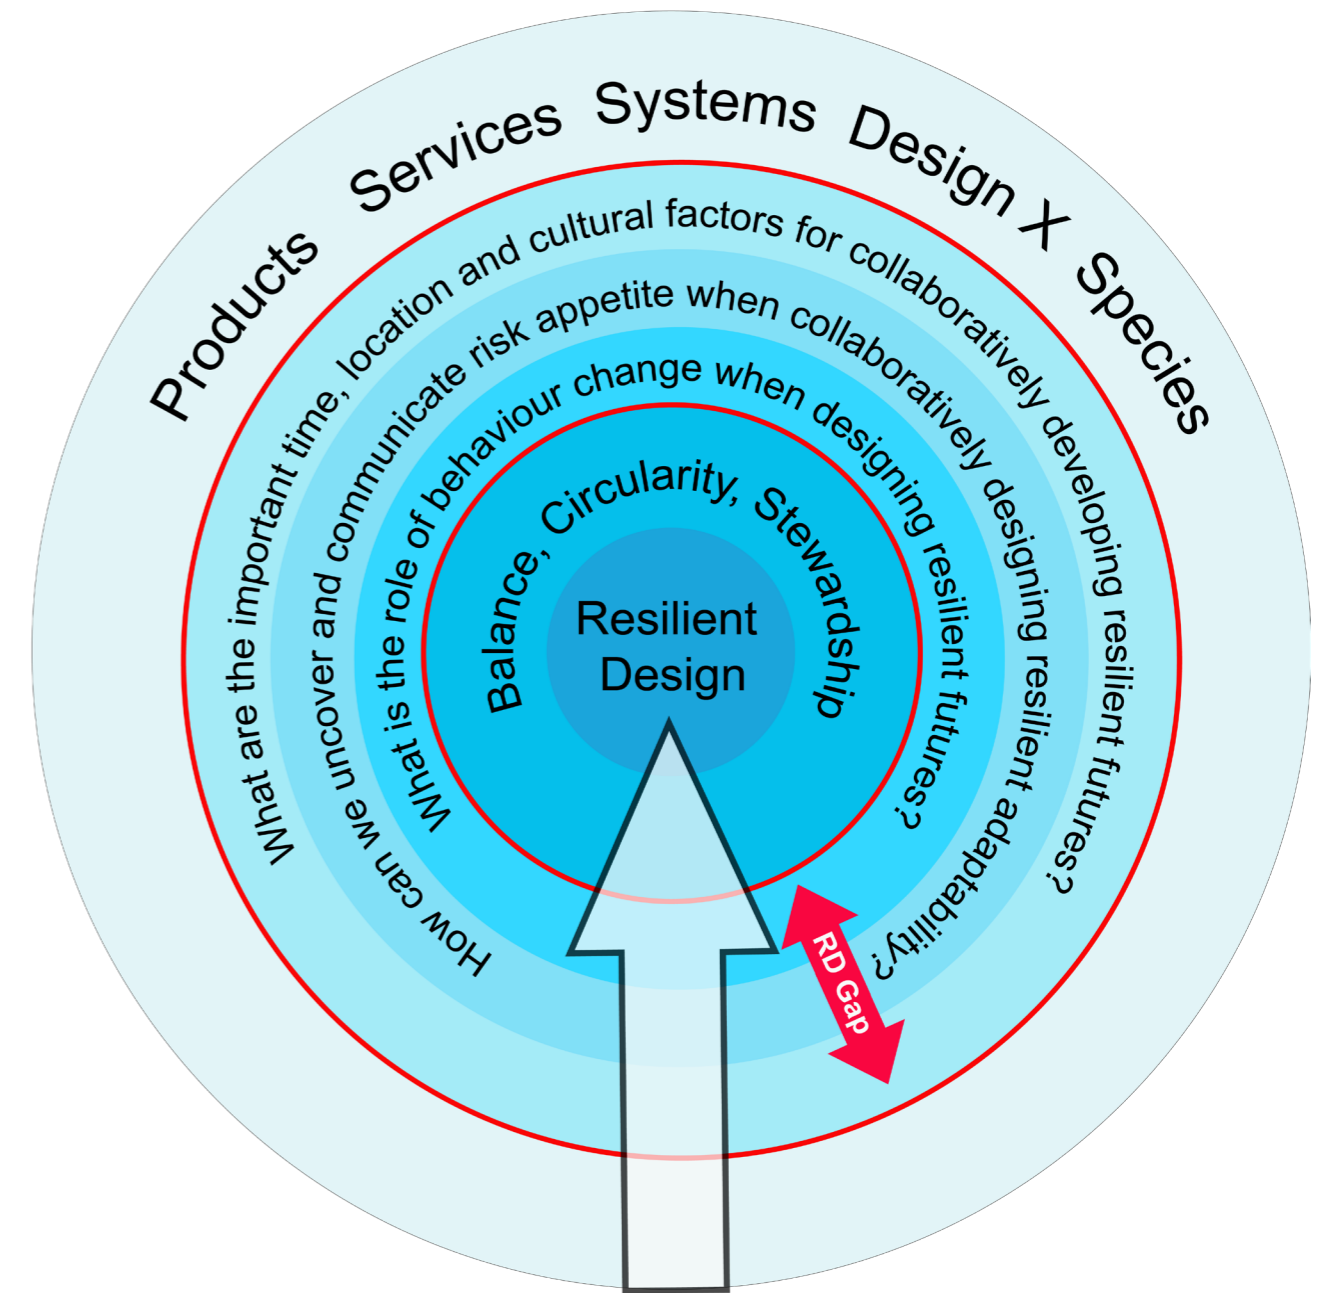 Products Services Systems Design X Species
What are the important time, location and cultural factors for collaboratively developing resilient futures?
How can we uncover and communicate risk appetite when collaboratively designing resilient adaptability?
What is the role of behaviour change when designing resilient futures?
Balance, Circularity, Stewardship
Resilient
Design
RD Gap